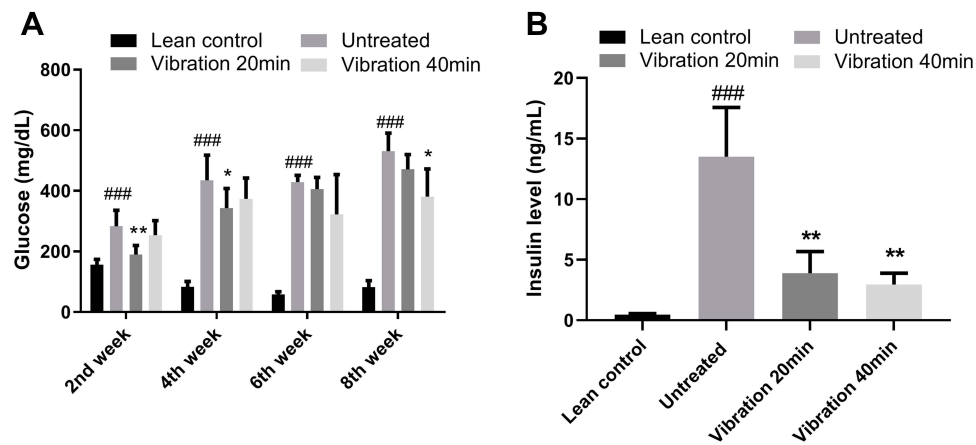 A
Lean control
Untreated
Vibration 20min
Vibration 40min
Glucose (mg/dL)
800
600
400
200
0
###
**
###
*
###
###
*
2nd week
4th week
6th week
8th week
B
Lean control
Untreated
Vibration 20min
Vibration 40min
Insulin level (ng/mL)
20
15
10
5
0
###
**
**
Lean control
Untreated
Vibration 20min
Vibration 40min